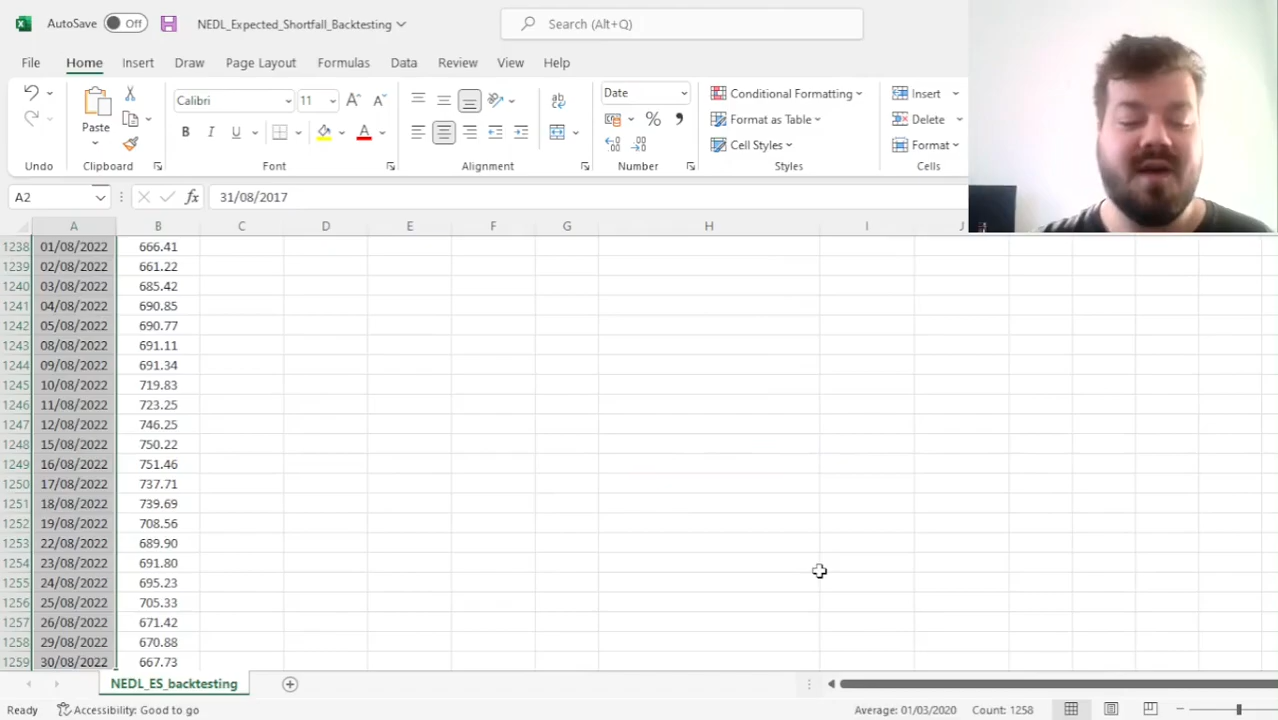 AutoSave Off NEDL_Expected_Shortfall_Backtesting Search (Alt+Q)
File Home Insert Draw Page Layout Formulas Data Review View Help
Calibri 11 Date Conditional Formatting Insert
Paste B I U A Format as Table Delete
Cell Styles Format
Undo Clipboard Font Alignment Number Styles Cells
A2 fx 31/08/2017
A B C D E F G H I J
1238 01/08/2022 666.41
1239 02/08/2022 661.22
1240 03/08/2022 685.42
1241 04/08/2022 690.85
1242 05/08/2022 690.77
1243 08/08/2022 691.11
1244 09/08/2022 691.34
1245 10/08/2022 719.83
1246 11/08/2022 723.25
1247 12/08/2022 746.25
1248 15/08/2022 750.22
1249 16/08/2022 751.46
1250 17/08/2022 737.71
1251 18/08/2022 739.69
1252 19/08/2022 708.56
1253 22/08/2022 689.90
1254 23/08/2022 691.80
1255 24/08/2022 695.23
1256 25/08/2022 705.33
1257 26/08/2022 671.42
1258 29/08/2022 670.88
1259 30/08/2022 667.73
NEDL_ES_backtesting
Ready Accessibility: Good to go Average: 01/03/2020 Count: 1258